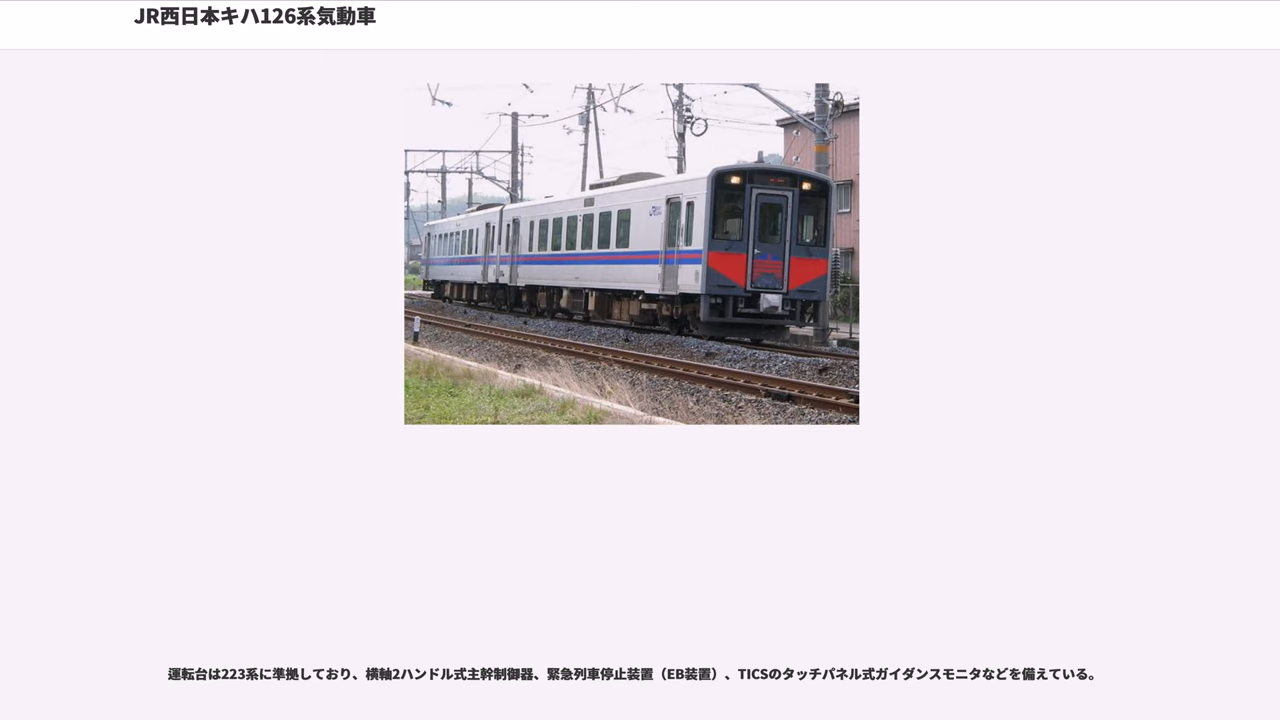 JR西日本キハ126系気動車
運転台は223系に準拠しており、横軸2ハンドル式主幹制御器、緊急列車停止装置（EB装置）、TICSのタッチパネル式ガイダンスモニタなどを備えている。